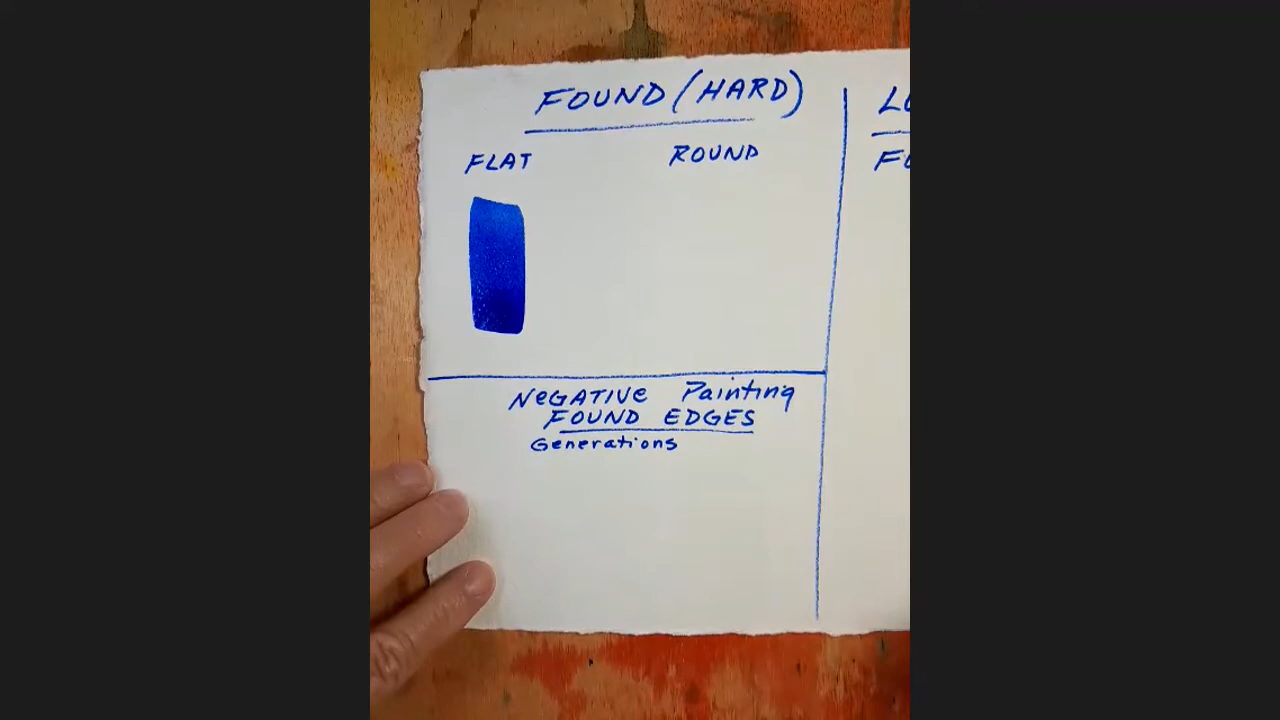 FOUND (HARD)
FLAT
ROUND
NeGATIVe Painting
FOUND EDGES
Generations